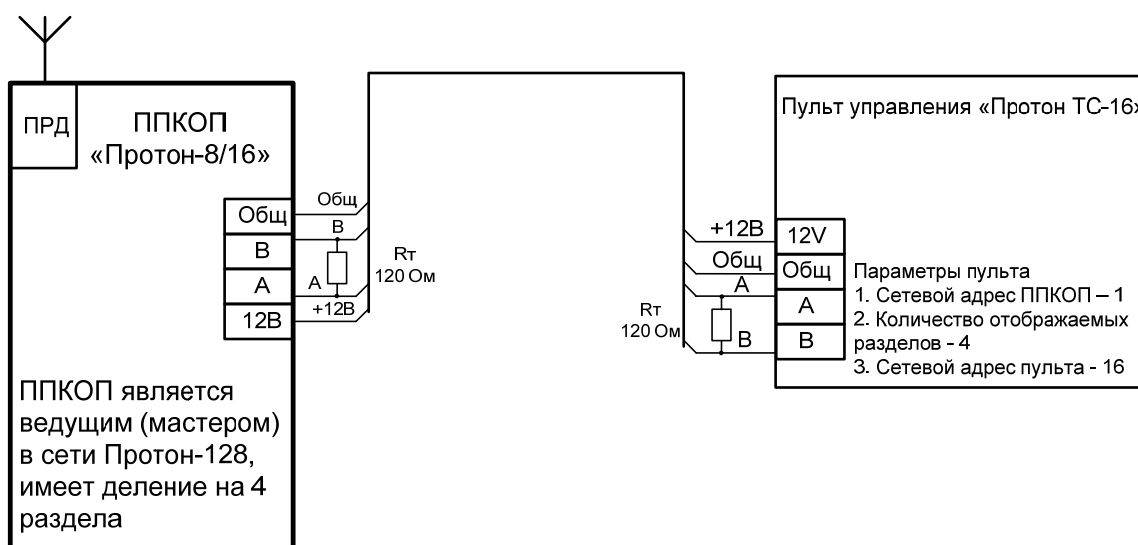 ПРД
ППКОП
«Протон-8/16»
Общ
В
А
12В
Общ
В
А
+12В
Rт
120 Ом
ППКОП является
ведущим (мастером)
в сети Протон-128,
имеет деление на 4
раздела
Пульт управления «Протон ТС-16»
+12В
Общ
А
В
Rт
120 Ом
12V
Общ
А
В
Параметры пульта
1. Сетевой адрес ППКОП – 1
2. Количество отображаемых
разделов - 4
3. Сетевой адрес пульта - 16